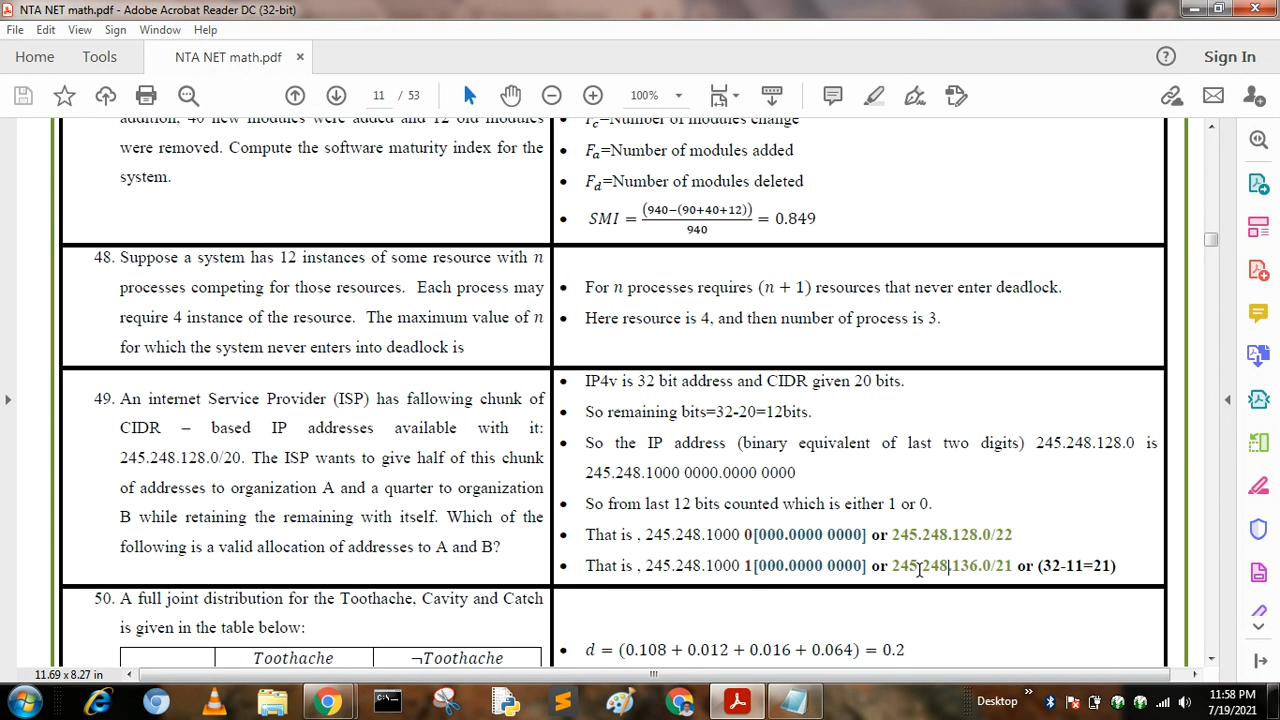 NTA NET math.pdf - Adobe Acrobat Reader DC (32-bit)
File Edit View Sign Window Help
Home Tools NTA NET math.pdf × Sign In
11 / 53 100%
addition, 40 new modules were added and 12 old modules
were removed. Compute the software maturity index for the
system.
F_c=Number of modules change
• F_a=Number of modules added
• F_d=Number of modules deleted
• SMI = (940−(90+40+12))/940 = 0.849
48. Suppose a system has 12 instances of some resource with n
processes competing for those resources. Each process may
require 4 instance of the resource. The maximum value of n
for which the system never enters into deadlock is
• For n processes requires (n + 1) resources that never enter deadlock.
• Here resource is 4, and then number of process is 3.
49. An internet Service Provider (ISP) has fallowing chunk of
CIDR – based IP addresses available with it:
245.248.128.0/20. The ISP wants to give half of this chunk
of addresses to organization A and a quarter to organization
B while retaining the remaining with itself. Which of the
following is a valid allocation of addresses to A and B?
• IP4v is 32 bit address and CIDR given 20 bits.
• So remaining bits=32-20=12bits.
• So the IP address (binary equivalent of last two digits) 245.248.128.0 is
245.248.1000 0000.0000 0000
• So from last 12 bits counted which is either 1 or 0.
• That is , 245.248.1000 0[000.0000 0000] or 245.248.128.0/22
• That is , 245.248.1000 1[000.0000 0000] or 245.248.136.0/21 or (32-11=21)
50. A full joint distribution for the Toothache, Cavity and Catch
is given in the table below:
Toothache ¬Toothache
• d = (0.108 + 0.012 + 0.016 + 0.064) = 0.2
11.69 x 8.27 in
Desktop » 11:58 PM
7/19/2021